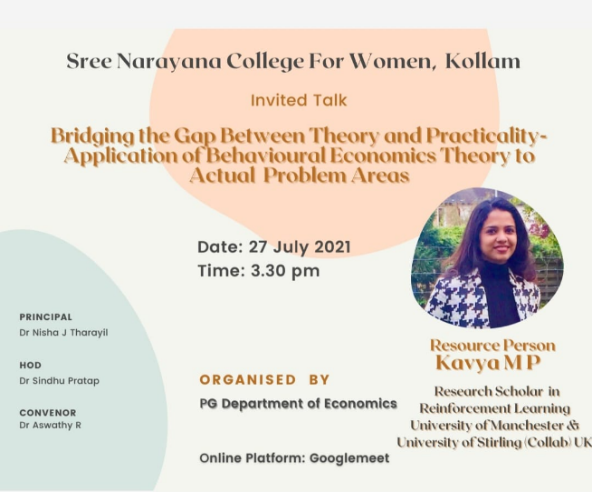 Sree Narayana College For Women, Kollam
Invited Talk
Bridging the Gap Between Theory and Practicality-
Application of Behavioural Economics Theory to
Actual Problem Areas
Date: 27 July 2021
Time: 3.30 pm
PRINCIPAL
Dr Nisha J Tharayil
HOD
Dr Sindhu Pratap
CONVENOR
Dr Aswathy R
ORGANISED BY
PG Department of Economics
Online Platform: Googlemeet
Resource Person
Kavya M P
Research Scholar in
Reinforcement Learning
University of Manchester &
University of Stirling (Collab) UK